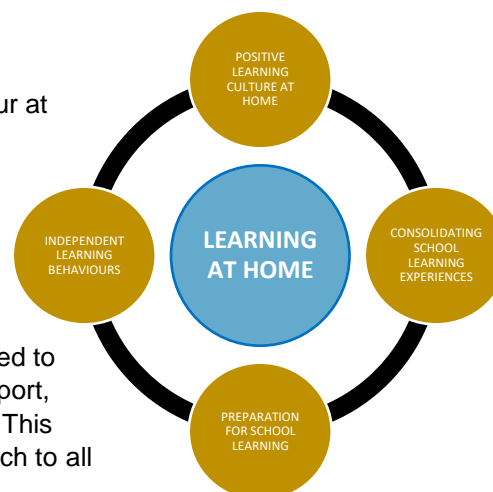 POSITIVE
LEARNING
CULTURE AT
HOME
ur at
INDEPENDENT
LEARNING
BEHAVIOURS
LEARNING
AT HOME
CONSOLIDATING
SCHOOL
LEARNING
EXPERIENCES
ed to
port,
This
ch to all
PREPARATION
FOR SCHOOL
LEARNING